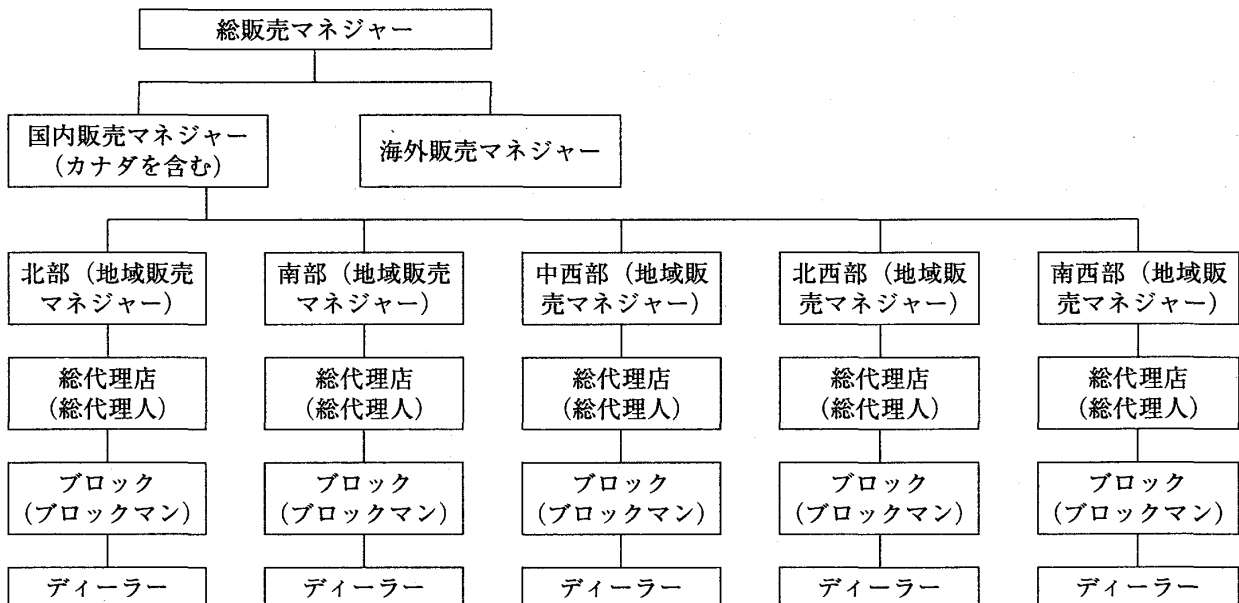 総販売マネジャー
国内販売マネジャー
(カナダを含む)
海外販売マネジャー
北部(地域販売
マネジャー)
南部(地域販売
マネジャー)
中西部(地域販
売マネジャー)
北西部(地域販
売マネジャー)
南西部(地域販
売マネジャー)
総代理店
(総代理人)
総代理店
(総代理人)
総代理店
(総代理人)
総代理店
(総代理人)
総代理店
(総代理人)
ブロック
(ブロックマン)
ブロック
(ブロックマン)
ブロック
(ブロックマン)
ブロック
(ブロックマン)
ブロック
(ブロックマン)
ディーラー
ディーラー
ディーラー
ディーラー
ディーラー